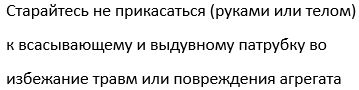 Старайтесь не прикасаться (руками или телом)
к всасывающему и выдувному патрубку во
избежание травм или повреждения агрегата